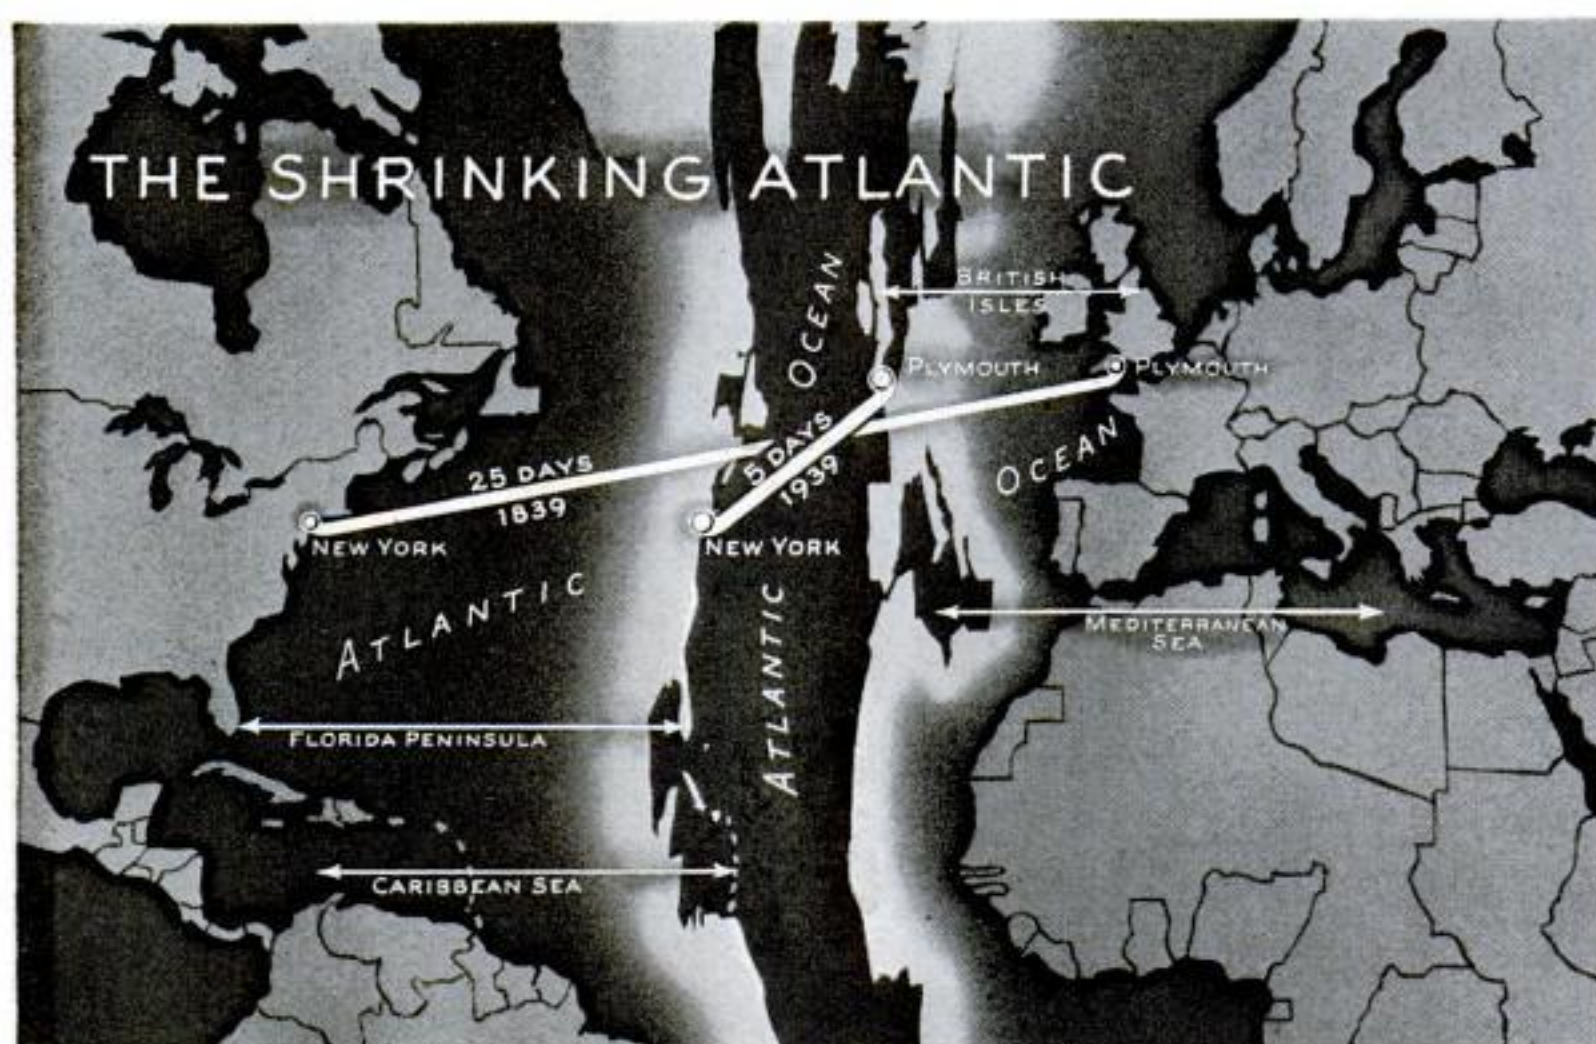 THE SHRINKING ATLANTIC
OCEAN
BRITISH
ISLES
PLYMOUTH
PLYMOUTH
25 DAYS
1839
5 DAYS
1939
OCEAN
NEW YORK
NEW YORK
ATLANTIC
ATLANTIC
MEDITERRANEAN
SEA
FLORIDA PENINSULA
CARIBBEAN SEA